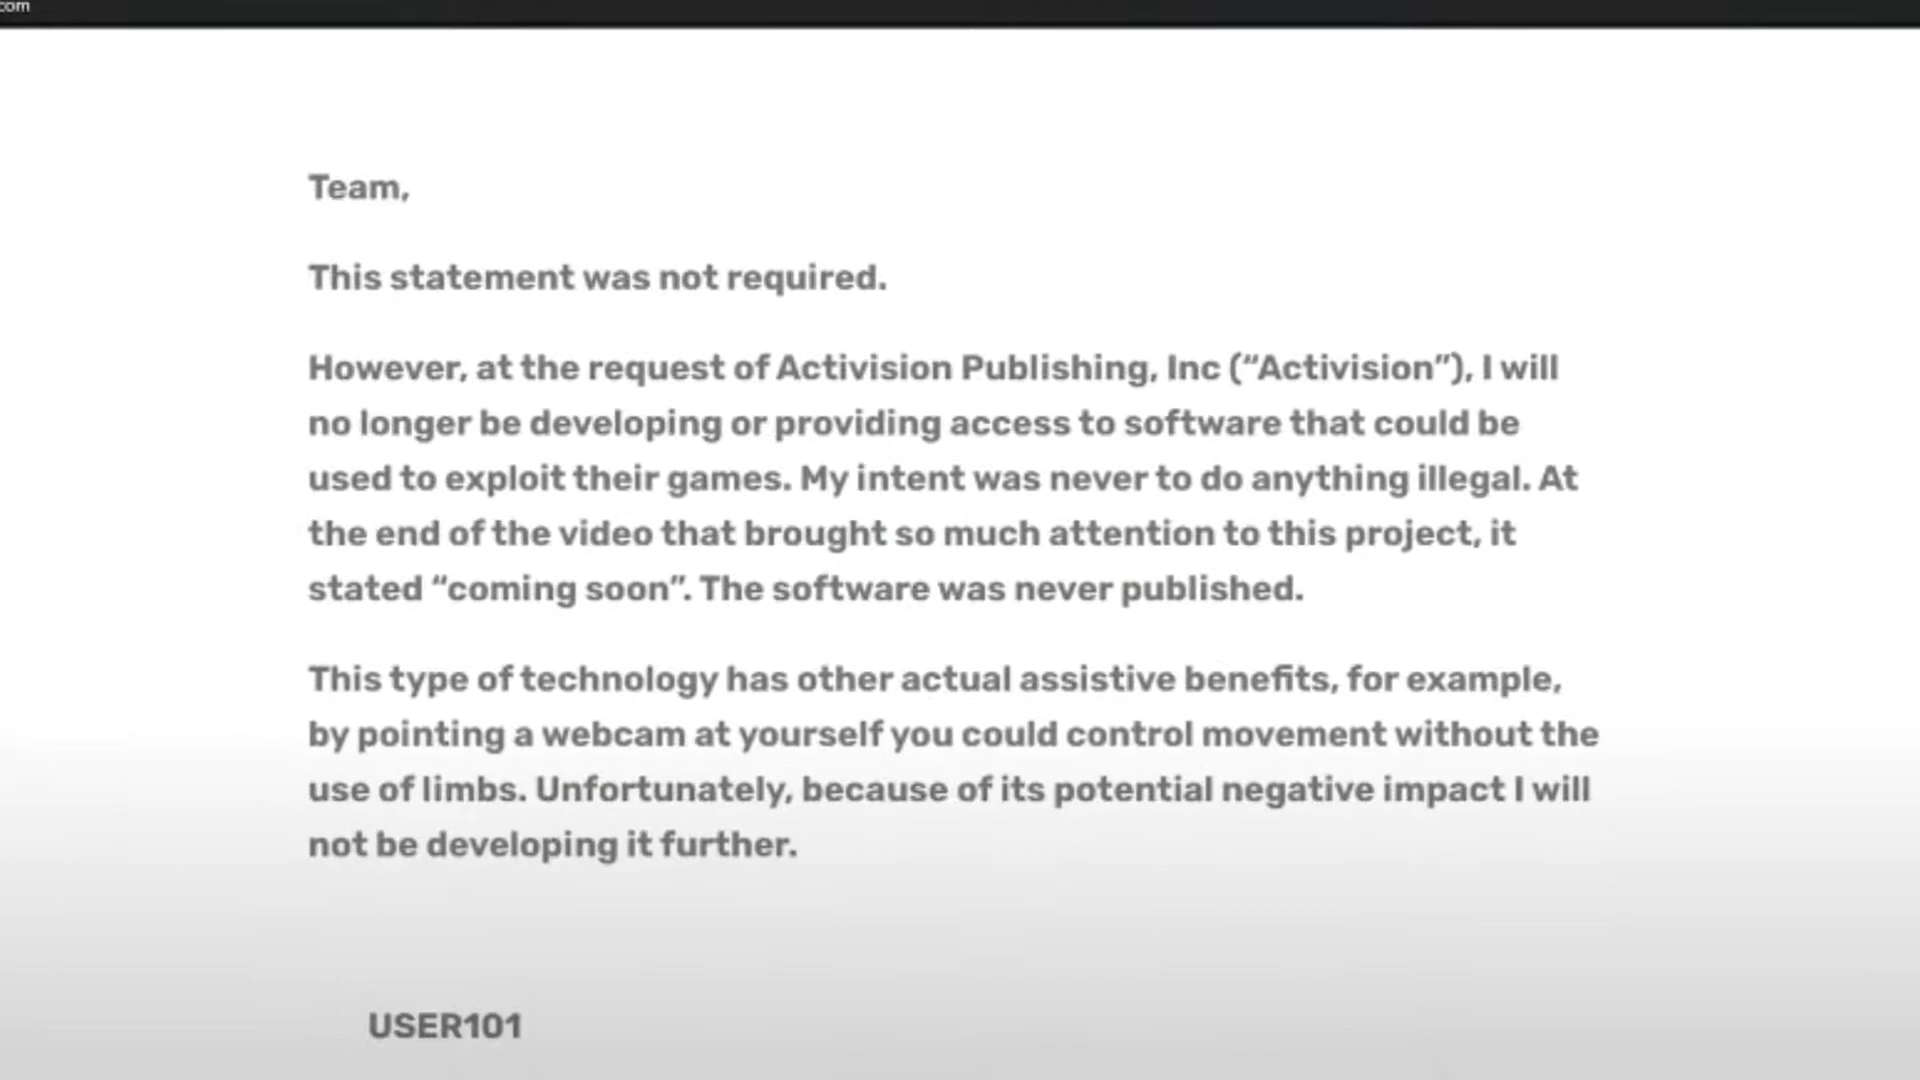 com
Team,
This statement was not required.
However, at the request of Activision Publishing, Inc (“Activision”), I will
no longer be developing or providing access to software that could be
used to exploit their games. My intent was never to do anything illegal. At
the end of the video that brought so much attention to this project, it
stated “coming soon”. The software was never published.
This type of technology has other actual assistive benefits, for example,
by pointing a webcam at yourself you could control movement without the
use of limbs. Unfortunately, because of its potential negative impact I will
not be developing it further.
USER101